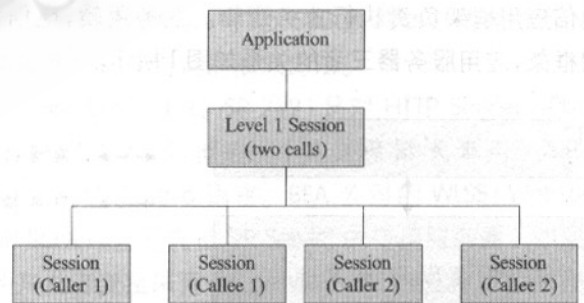 Application
Level 1 Session
(two calls)
Session
(Caller 1)
Session
(Callee 1)
Session
(Caller 2)
Session
(Callee 2)